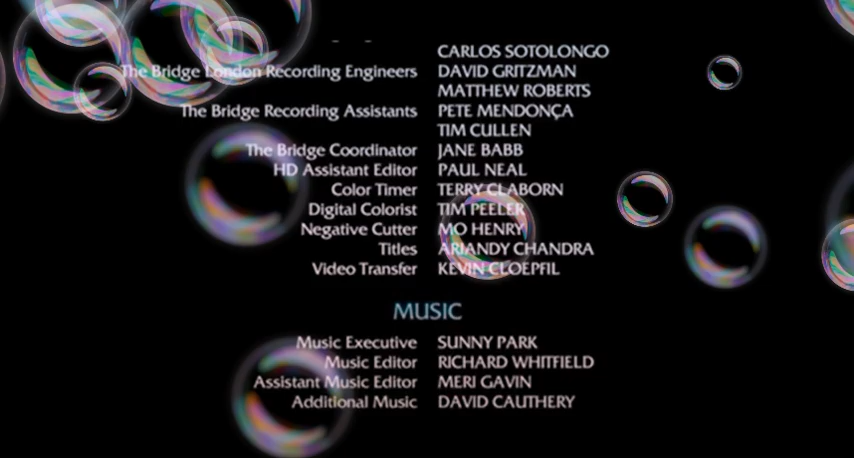 CARLOS SOTOLONGO
The Bridge London Recording Engineers DAVID GRITZMAN
MATTHEW ROBERTS
The Bridge Recording Assistants PETE MENDONÇA
TIM CULLEN
The Bridge Coordinator JANE BABB
HD Assistant Editor PAUL NEAL
Color Timer TERRY CLABORN
Digital Colorist TIM PEELER
Negative Cutter MO HENRY
Titles ARIANDY CHANDRA
Video Transfer KEVIN CLOEPFIL
MUSIC
Music Executive SUNNY PARK
Music Editor RICHARD WHITFIELD
Assistant Music Editor MERI GAVIN
Additional Music DAVID CAUTHERY